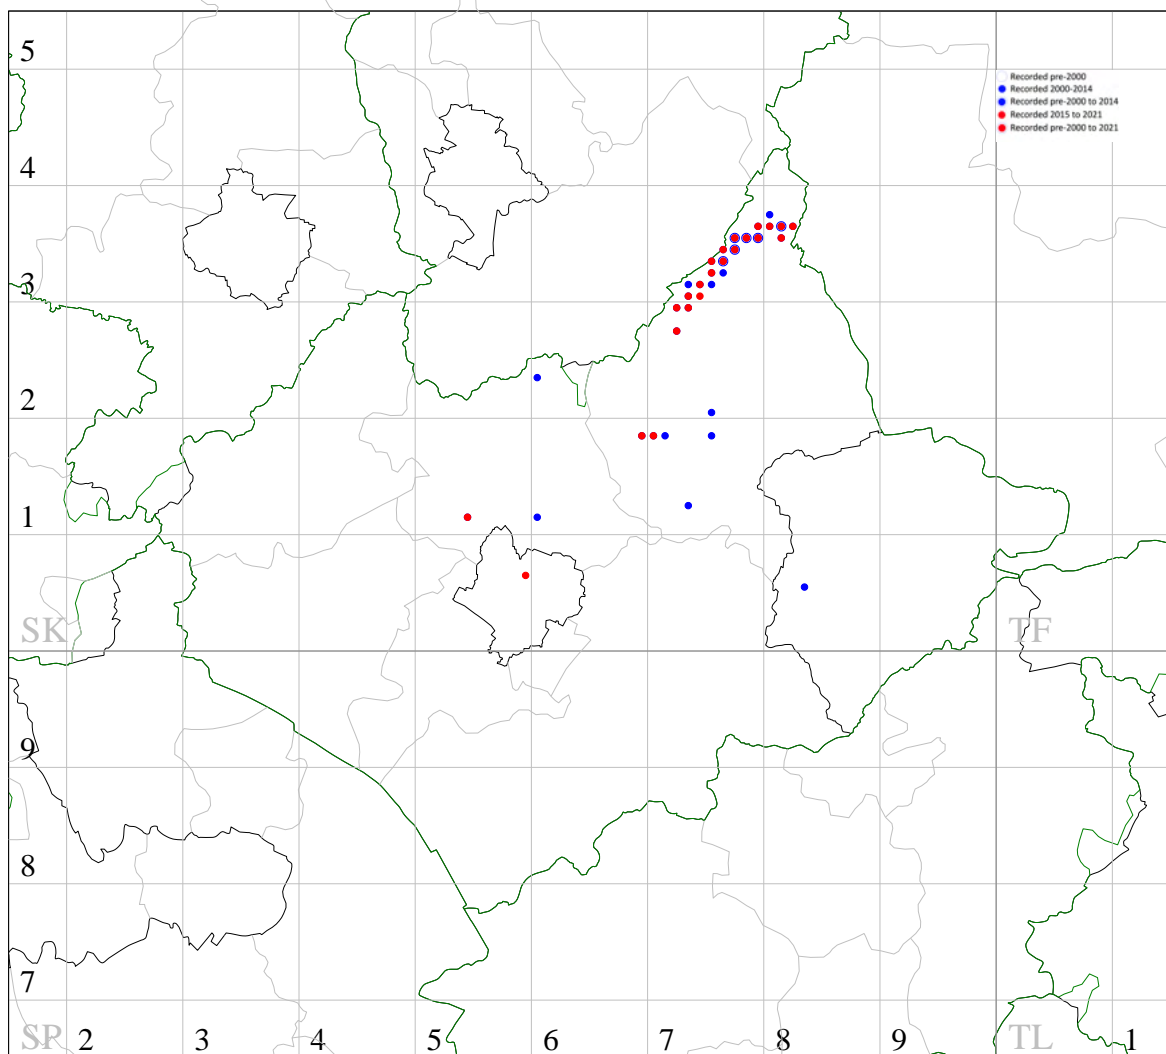 5
Recorded pre-2000
Recorded 2000-2014
Recorded pre-2000 to 2014
Recorded 2015 to 2021
Recorded pre-2000 to 2021
4
3
2
1
SK TF
9
8
7
SP 2 3 4 5 6 7 8 9 TL 1